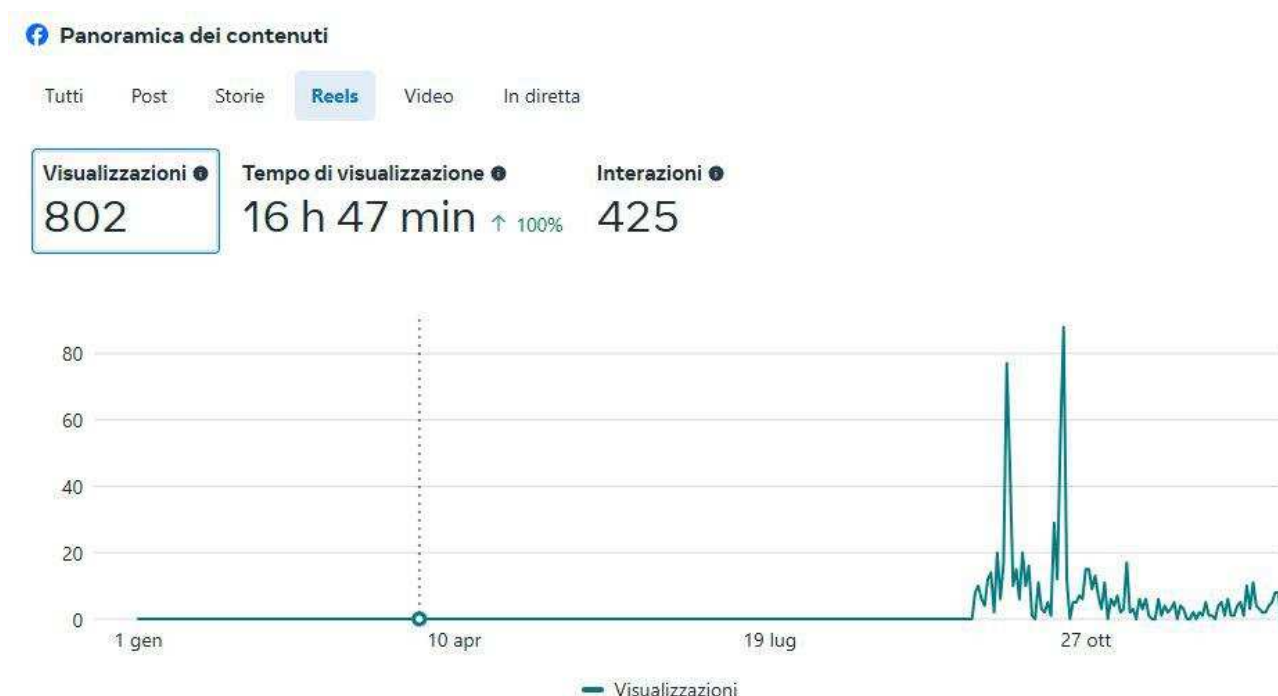 Panoramica dei contenuti
Tutti Post Storie Reels Video In diretta
Visualizzazioni Tempo di visualizzazione Interazioni
802 16 h 47 min ↑ 100% 425
80
60
40
20
0
1 gen 10 apr 19 lug 27 ott
Visualizzazioni